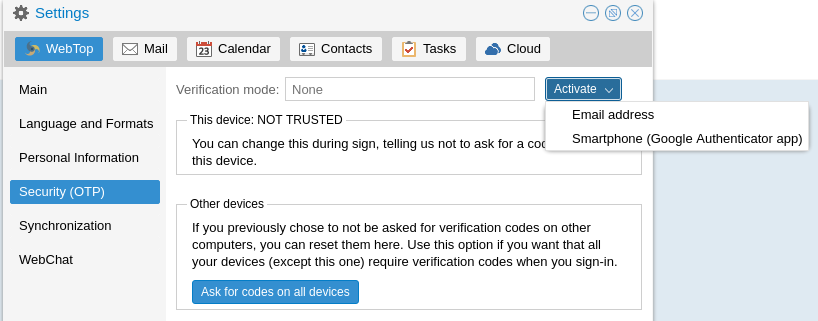 Settings
WebTop Mail Calendar Contacts Tasks Cloud
Main
Language and Formats
Personal Information
Security (OTP)
Synchronization
WebChat
Verification mode: None Activate
Email address
Smartphone (Google Authenticator app)
This device: NOT TRUSTED
You can change this during sign, telling us not to ask for a
this device.
Other devices
If you previously chose to not be asked for verification codes on other
computers, you can reset them here. Use this option if you want that all
your devices (except this one) require verification codes when you sign-in.
Ask for codes on all devices